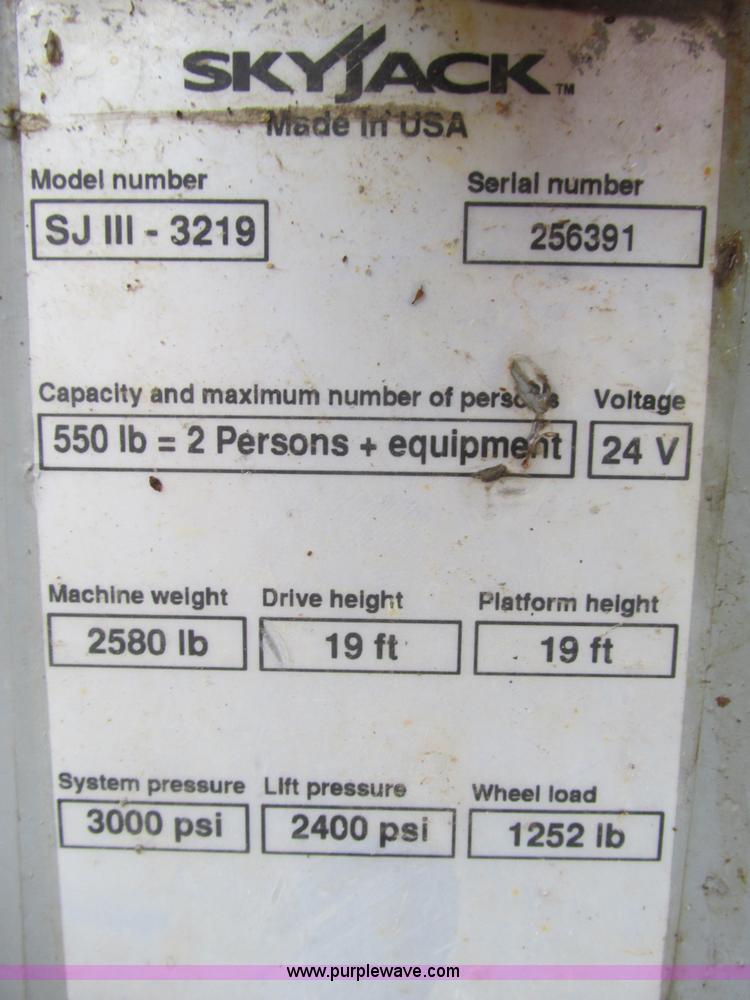 SKYJACK™
Made in USA
Model number Serial number
SJ III - 3219 256391
Capacity and maximum number of persons Voltage
550 lb = 2 Persons + equipment 24 V
Machine weight Drive height Platform height
2580 lb 19 ft 19 ft
System pressure Lift pressure Wheel load
3000 psi 2400 psi 1252 lb
www.purplewave.com